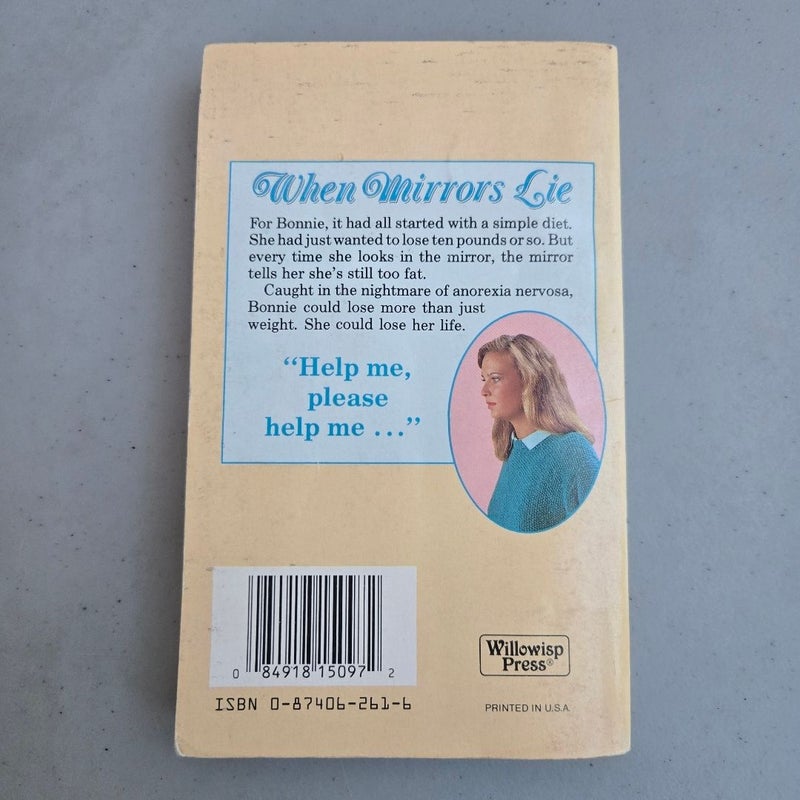 When Mirrors Lie
For Bonnie, it had all started with a simple diet.
She had just wanted to lose ten pounds or so. But
every time she looks in the mirror, the mirror
tells her she's still too fat.
Caught in the nightmare of anorexia nervosa,
Bonnie could lose more than just
weight. She could lose her life.
“Help me,
please
help me ...”
0 84918 15097 2
ISBN 0-87406-261-6
Willowisp
Press®
PRINTED IN U.S.A.